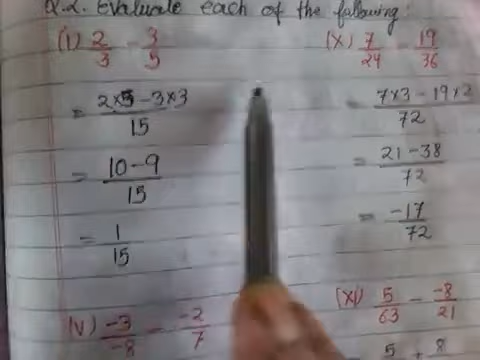 Q.2. Evaluate each of the following:
(i) 2/3 - 3/5
= (2×5 - 3×3)/15
= (10 - 9)/15
= 1/15
(V) -3/-8 - -2/7
(X) 7/24 - 19/36
= (7×3 - 19×2)/72
= (21 - 38)/72
= -17/72
(XI) 5/63 - -8/21
5 + 8